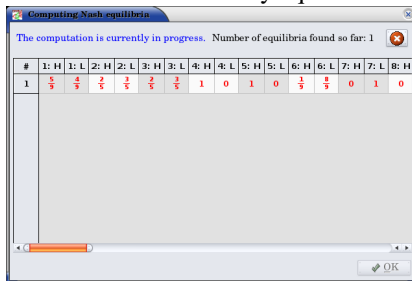 Computing Nash equilibria
The computation is currently in progress. Number of equilibria found so far: 1
# 1: H 1: L 2: H 2: L 3: H 3: L 4: H 4: L 5: H 5: L 6: H 6: L 7: H 7: L 8: H
1 5/9 4/9 2/5 3/5 2/5 3/5 1 0 1 0 1/9 8/9 0 1 0
OK